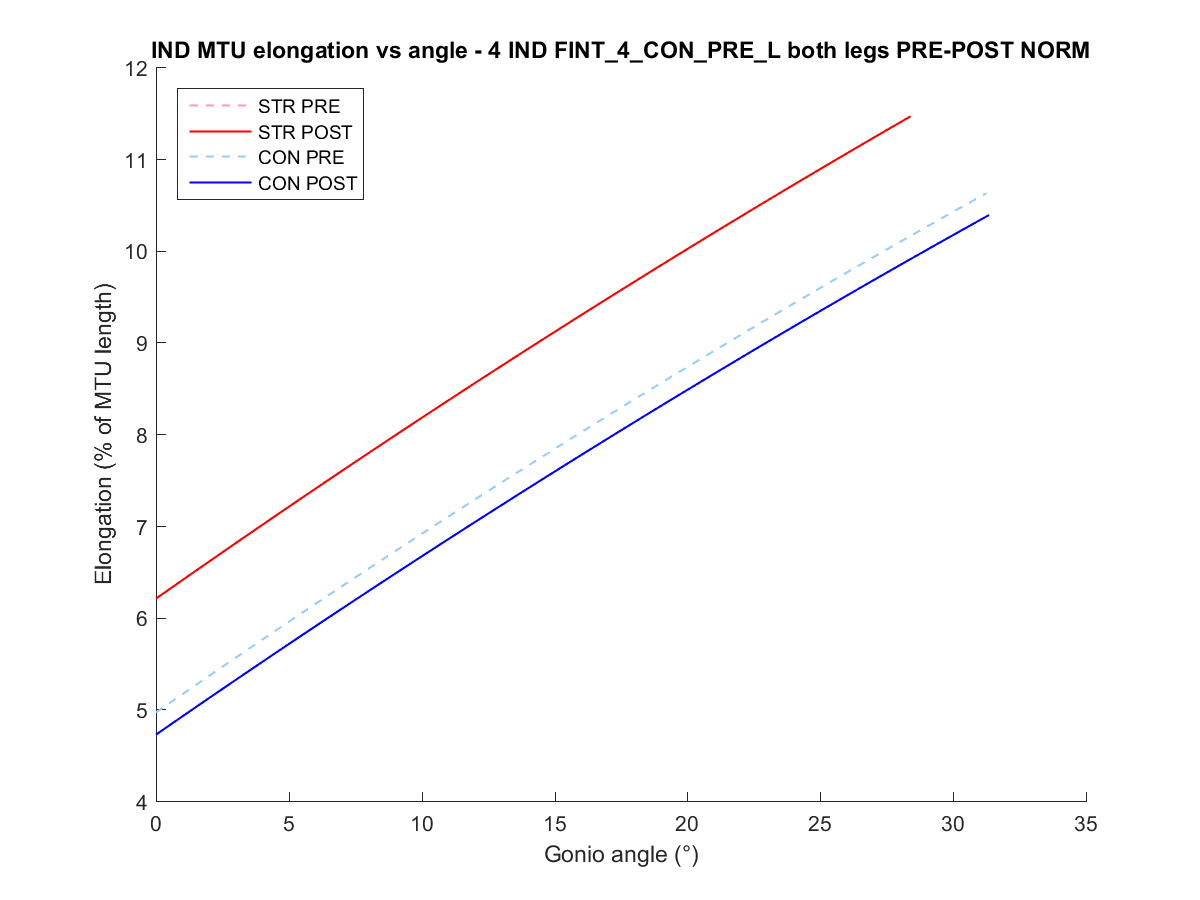 IND MTU elongation vs angle - 4 IND FINT_4_CON_PRE_L both legs PRE-POST NORM
12
11
10
9
8
7
6
5
4
STR PRE
STR POST
CON PRE
CON POST
Elongation (% of MTU length)
0 5 10 15 20 25 30 35
Gonio angle (°)